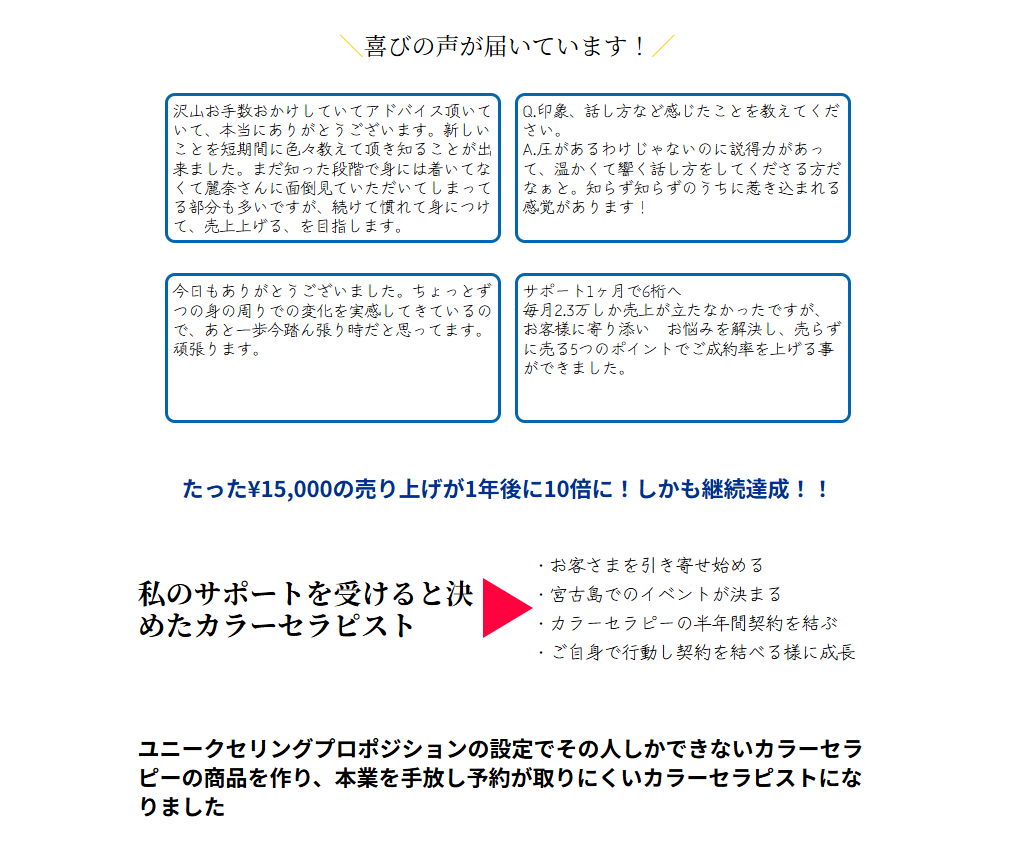 ＼喜びの声が届いています！／
沢山お手数おかけしていてアドバイス頂いて
いて、本当にありがとうございます。新しい
ことを短期間に色々教えて頂き知ることが出
来ました。まだ知った段階で身には着いてな
くて麗奈さんに面倒見ていただいてしまって
る部分も多いですが、続けて慣れて身につけ
て、売上上げる、を目指します。
Q.印象、話し方など感じたことを教えてくだ
さい。
A.圧があるわけじゃないのに説得力があっ
て、温かくて響く話し方をしてくださる方だ
なぁと。知らず知らずのうちに惹き込まれる
感覚があります！
今日もありがとうございました。ちょっとず
つの身の周りでの変化を実感してきているの
で、あと一歩今踏ん張り時だと思ってます。
頑張ります。
サポート1ヶ月で6桁へ
毎月2.3万しか売上が立たなかったですが、
お客様に寄り添い　お悩みを解決し、売らず
に売る5つのポイントでご成約率を上げる事
ができました。
たった¥15,000の売り上げが1年後に10倍に！しかも継続達成！！
私のサポートを受けると決
めたカラーセラピスト
・お客さまを引き寄せ始める
・宮古島でのイベントが決まる
・カラーセラピーの半年間契約を結ぶ
・ご自身で行動し契約を結べる様に成長
ユニークセリングプロポジションの設定でその人しかできないカラーセラ
ピーの商品を作り、本業を手放し予約が取りにくいカラーセラピストにな
りました